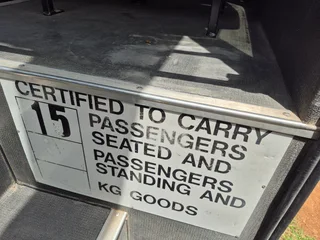 CERTIFIED TO CARRY
15 PASSENGERS
SEATED AND
PASSENGERS
STANDING AND
KG GOODS